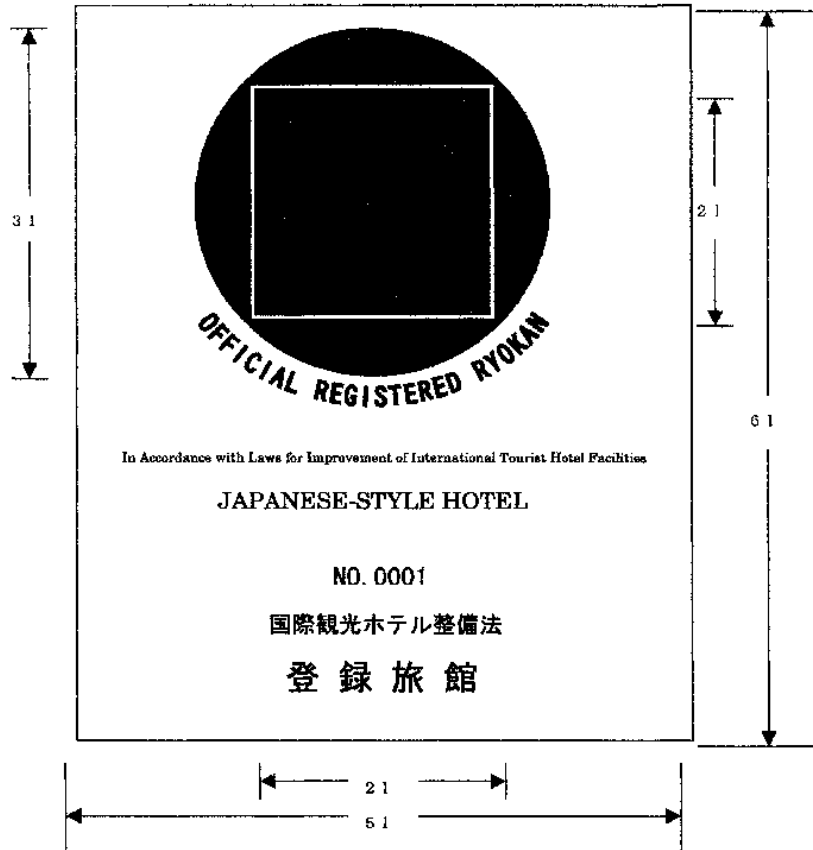 31
21
OFFICIAL REGISTERED RYOKAN
61
In Accordance with Laws for Improvement of International Tourist Hotel Facilities
JAPANESE-STYLE HOTEL
NO. 0001
国際観光ホテル整備法
登録旅館
21
51